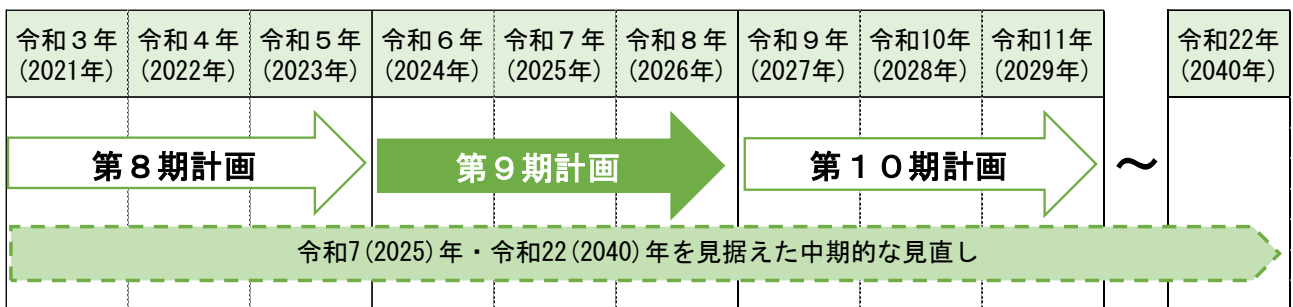 令和３年 令和４年 令和５年 令和６年 令和７年 令和８年 令和９年 令和10年 令和11年 令和22年
(2021年) (2022年) (2023年) (2024年) (2025年) (2026年) (2027年) (2028年) (2029年) (2040年)
第８期計画 第９期計画 第１０期計画 ～
令和7(2025)年・令和22(2040)年を見据えた中期的な見直し